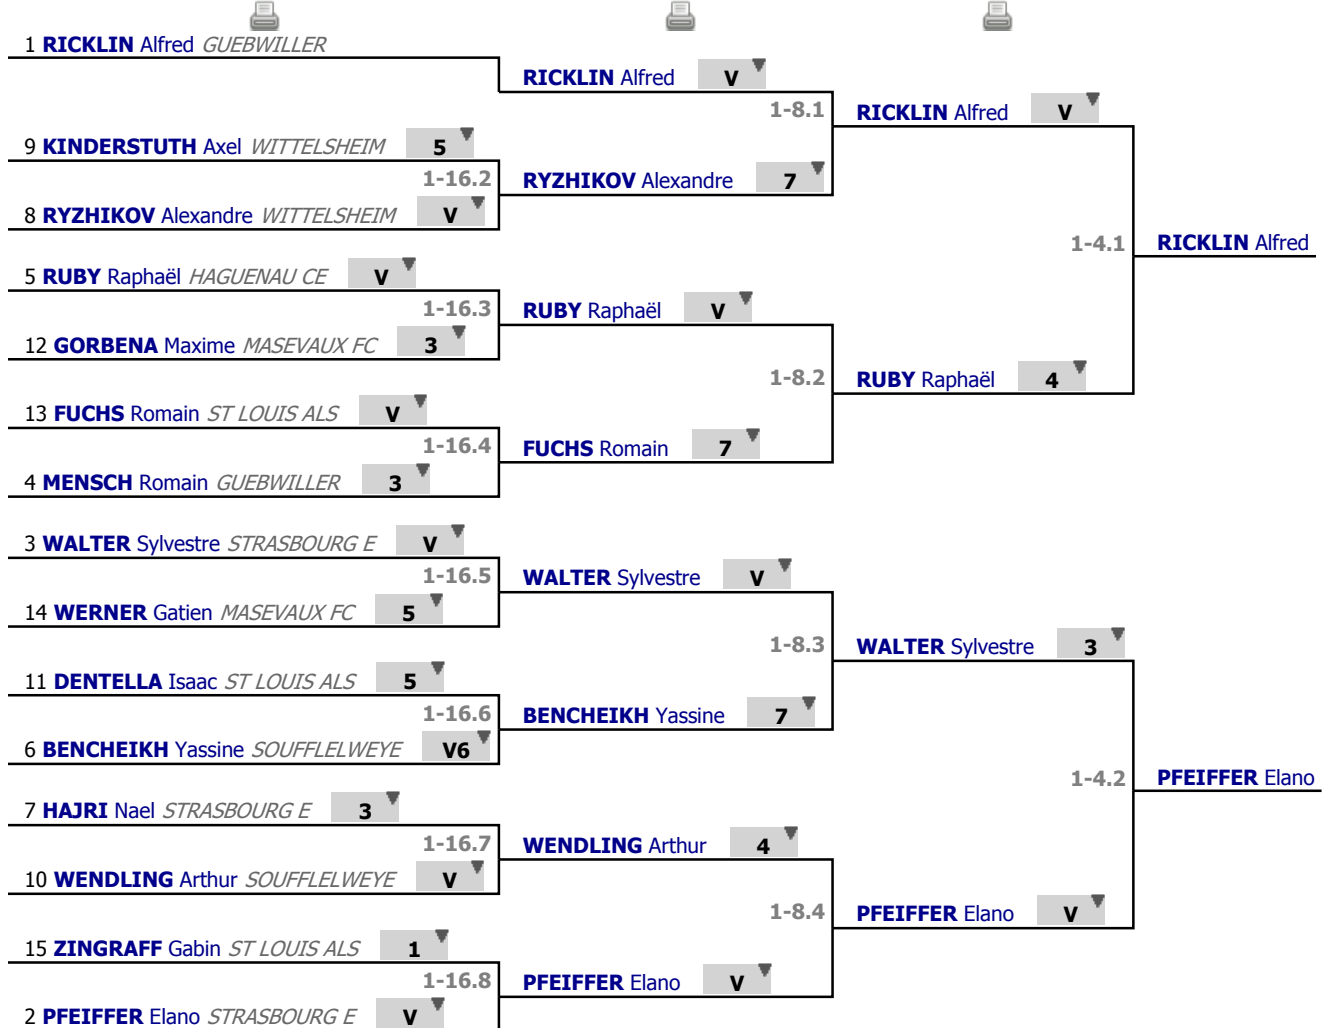 1 RICKLIN Alfred GUEBWILLER
9 KINDERSTUTH Axel WITTELSHEIM 5
1-16.2
8 RYZHIKOV Alexandre WITTELSHEIM V
5 RUBY Raphaël HAGUENAU CE V
1-16.3
12 GORBENA Maxime MASEVAUX FC 3
13 FUCHS Romain ST LOUIS ALS V
1-16.4
4 MENSCH Romain GUEBWILLER 3
3 WALTER Sylvestre STRASBOURG E V
1-16.5
14 WERNER Gatien MASEVAUX FC 5
11 DENTELLA Isaac ST LOUIS ALS 5
1-16.6
6 BENCHEIKH Yassine SOUFFLELWEYE V6
7 HAJRI Nael STRASBOURG E 3
1-16.7
10 WENDLING Arthur SOUFFLELWEYE V
15 ZINGRAFF Gabin ST LOUIS ALS 1
1-16.8
2 PFEIFFER Elano STRASBOURG E V
RICKLIN Alfred V
1-8.1
RYZHIKOV Alexandre 7
RUBY Raphaël V
1-8.2
FUCHS Romain 7
WALTER Sylvestre V
1-8.3
BENCHEIKH Yassine 7
WENDLING Arthur 4
1-8.4
PFEIFFER Elano V
RICKLIN Alfred V
1-4.1
RUBY Raphaël 4
WALTER Sylvestre 3
1-4.2
PFEIFFER Elano V
RICKLIN Alfred
PFEIFFER Elano